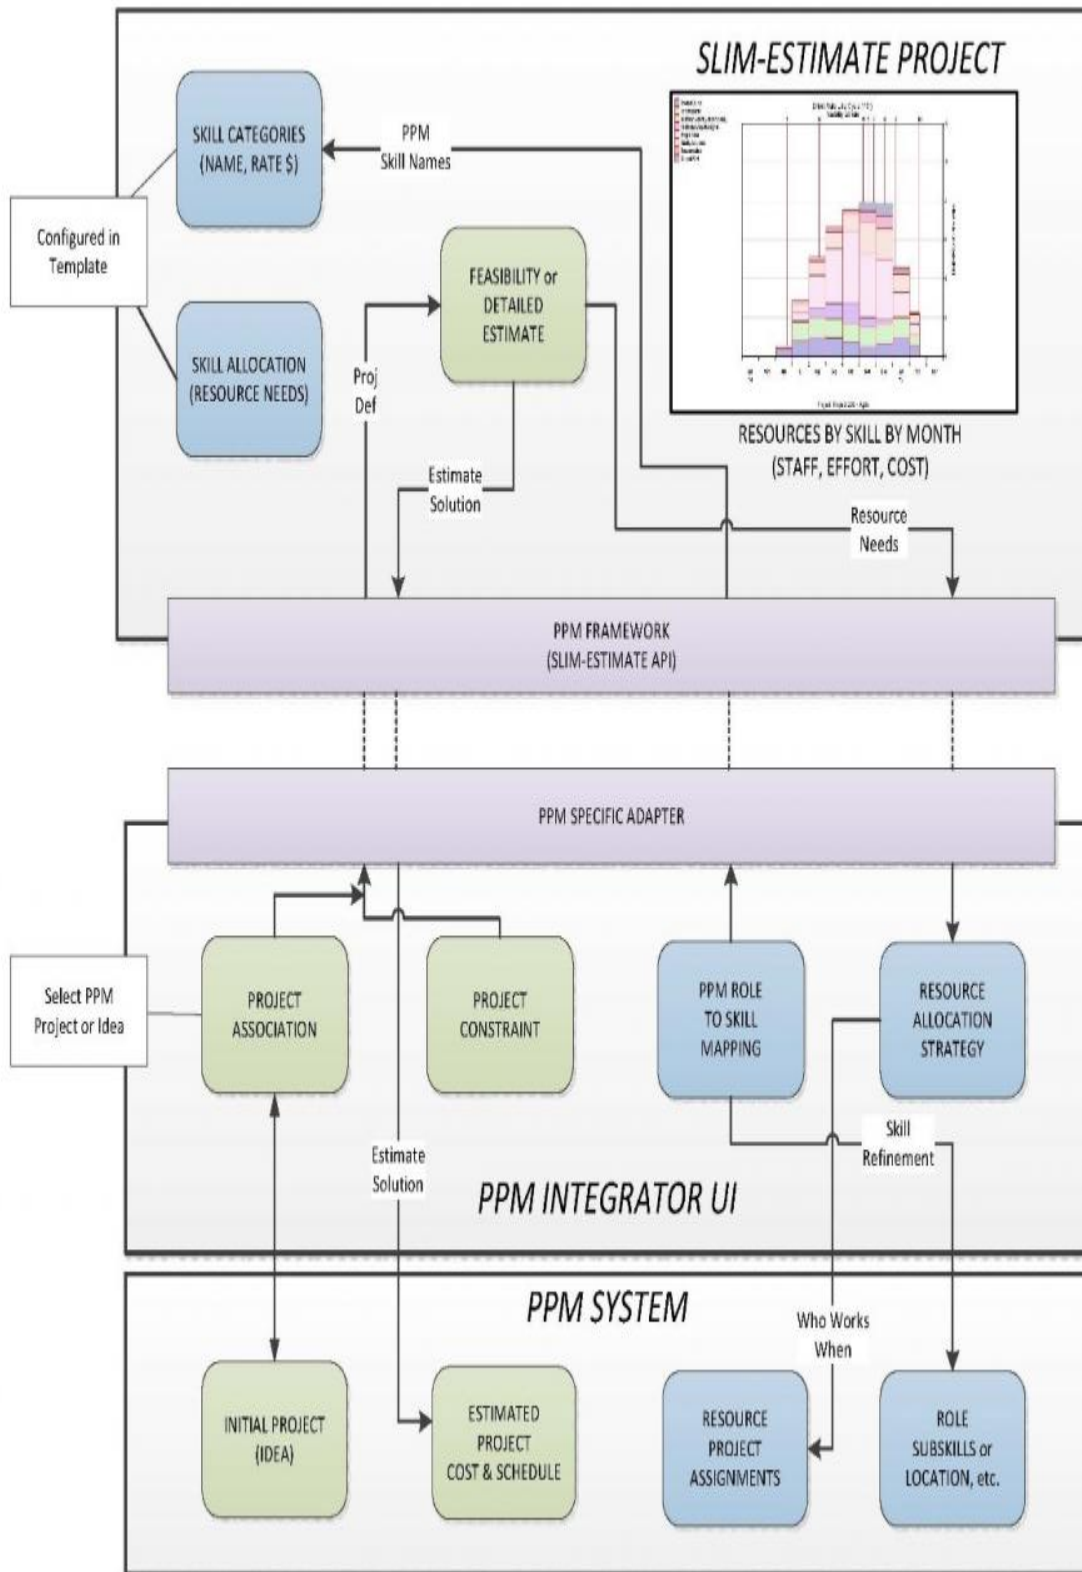 SLIM-ESTIMATE PROJECT
SKILL CATEGORIES
(NAME, RATE $)
PPM
Skill Names
Configured in
Template
FEASIBILITY or
DETAILED
ESTIMATE
SKILL ALLOCATION
(RESOURCE NEEDS)
Proj
Def
RESOURCES BY SKILL BY MONTH
(STAFF, EFFORT, COST)
Estimate
Solution
Resource
Needs
PPM FRAMEWORK
(SLIM-ESTIMATE API)
PPM SPECIFIC ADAPTER
Select PPM
Project or Idea
PROJECT
ASSOCIATION
PROJECT
CONSTRAINT
PPM ROLE
TO SKILL
MAPPING
RESOURCE
ALLOCATION
STRATEGY
Estimate
Solution
Skill
Refinement
PPM INTEGRATOR UI
PPM SYSTEM
Who Works
When
INITIAL PROJECT
(IDEA)
ESTIMATED
PROJECT
COST & SCHEDULE
RESOURCE
PROJECT
ASSIGNMENTS
ROLE
SUBSKILLS or
LOCATION, etc.